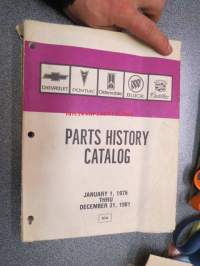 CHEVROLET PONTIAC Oldsmobile BUICK Cadillac
PARTS HISTORY
CATALOG
JANUARY 1, 1976
THRU
DECEMBER 31, 1981